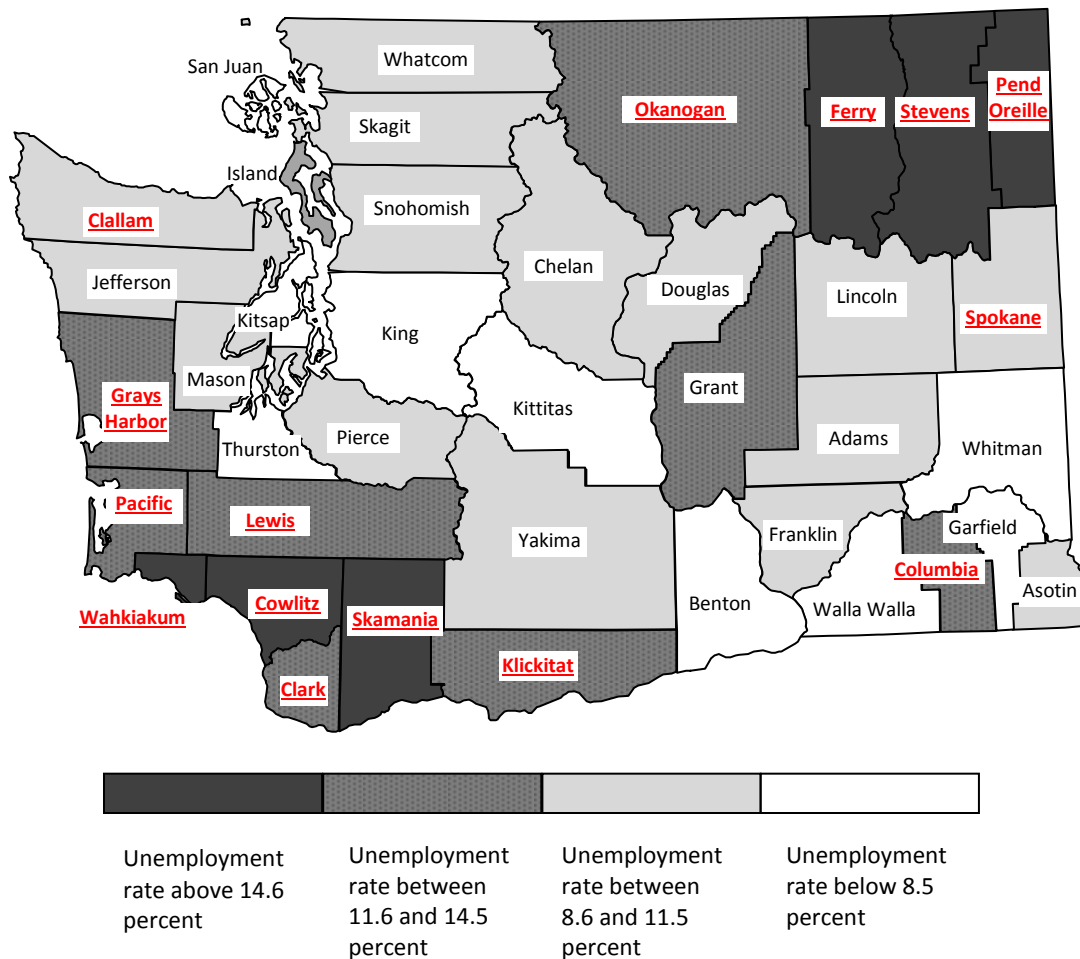 San Juan
Whatcom
Okanogan
Ferry
Stevens
Pend
Oreille
Skagit
Island
Snohomish
Clallam
Jefferson
Chelan
Douglas
Lincoln
Spokane
Kitsap
King
Mason
Grays
Harbor
Grant
Kittitas
Thurston
Pierce
Adams
Whitman
Pacific
Lewis
Yakima
Franklin
Garfield
Columbia
Asotin
Wahkiakum
Cowlitz
Skamania
Benton
Walla Walla
Klickitat
Clark
Unemployment
rate above 14.6
percent
Unemployment
rate between
11.6 and 14.5
percent
Unemployment
rate between
8.6 and 11.5
percent
Unemployment
rate below 8.5
percent